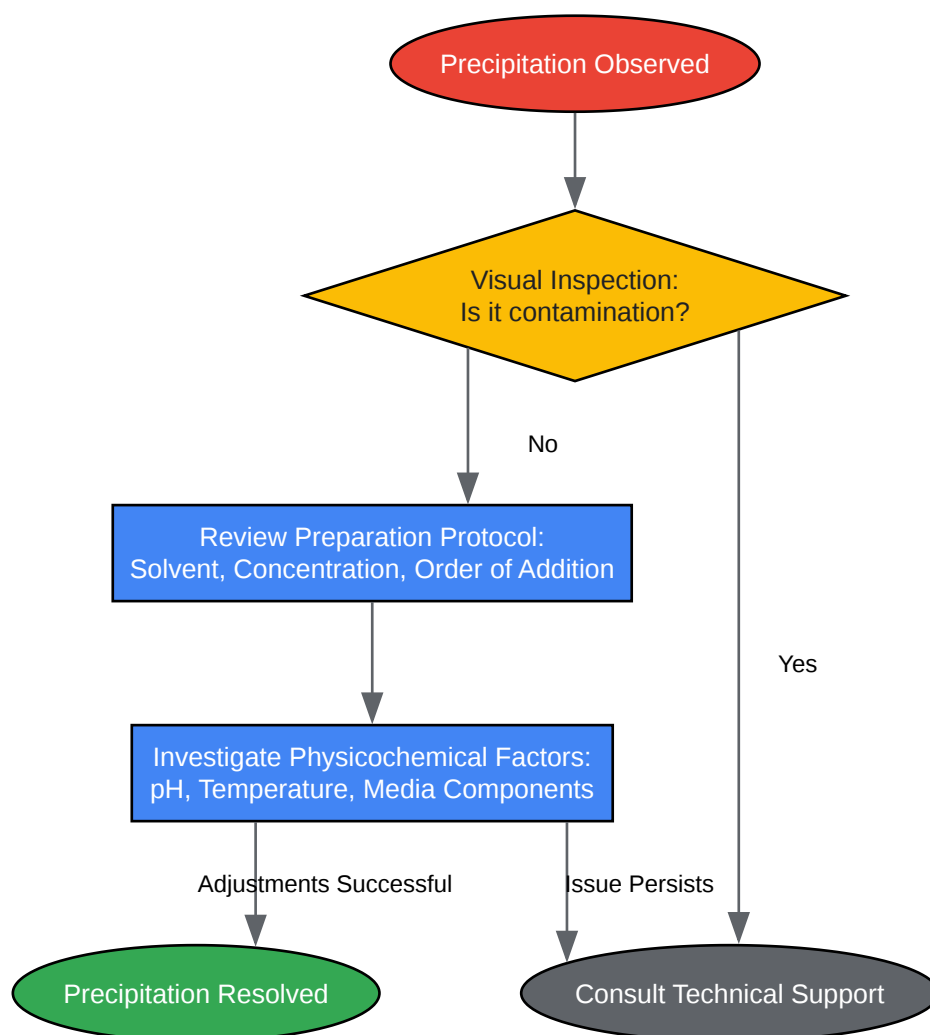 Precipitation Observed
Visual Inspection:
Is it contamination?
No
Review Preparation Protocol:
Solvent, Concentration, Order of Addition
Yes
Investigate Physicochemical Factors:
pH, Temperature, Media Components
Adjustments Successful
Issue Persists
Precipitation Resolved
Consult Technical Support